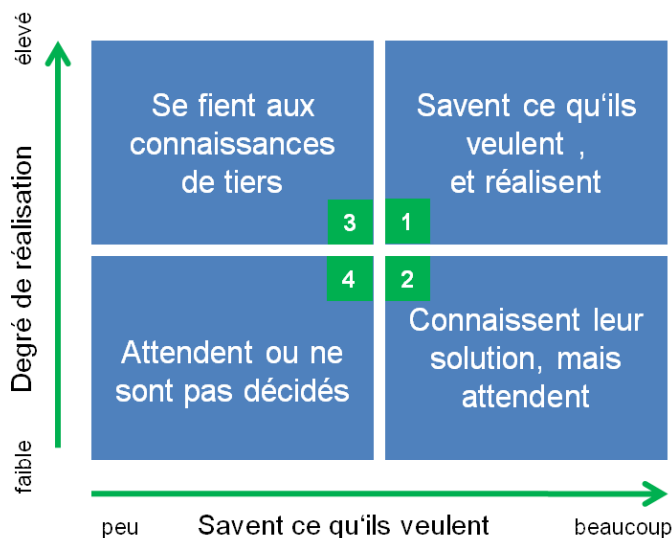 élevé
Degré de réalisation
faible
Se fient aux
connaissances
de tiers
3
Savent ce qu‘ils
veulent ,
et réalisent
1
Attendent ou ne
sont pas décidés
4
Connaissent leur
solution, mais
attendent
2
peu
Savent ce qu‘ils veulent
beaucoup